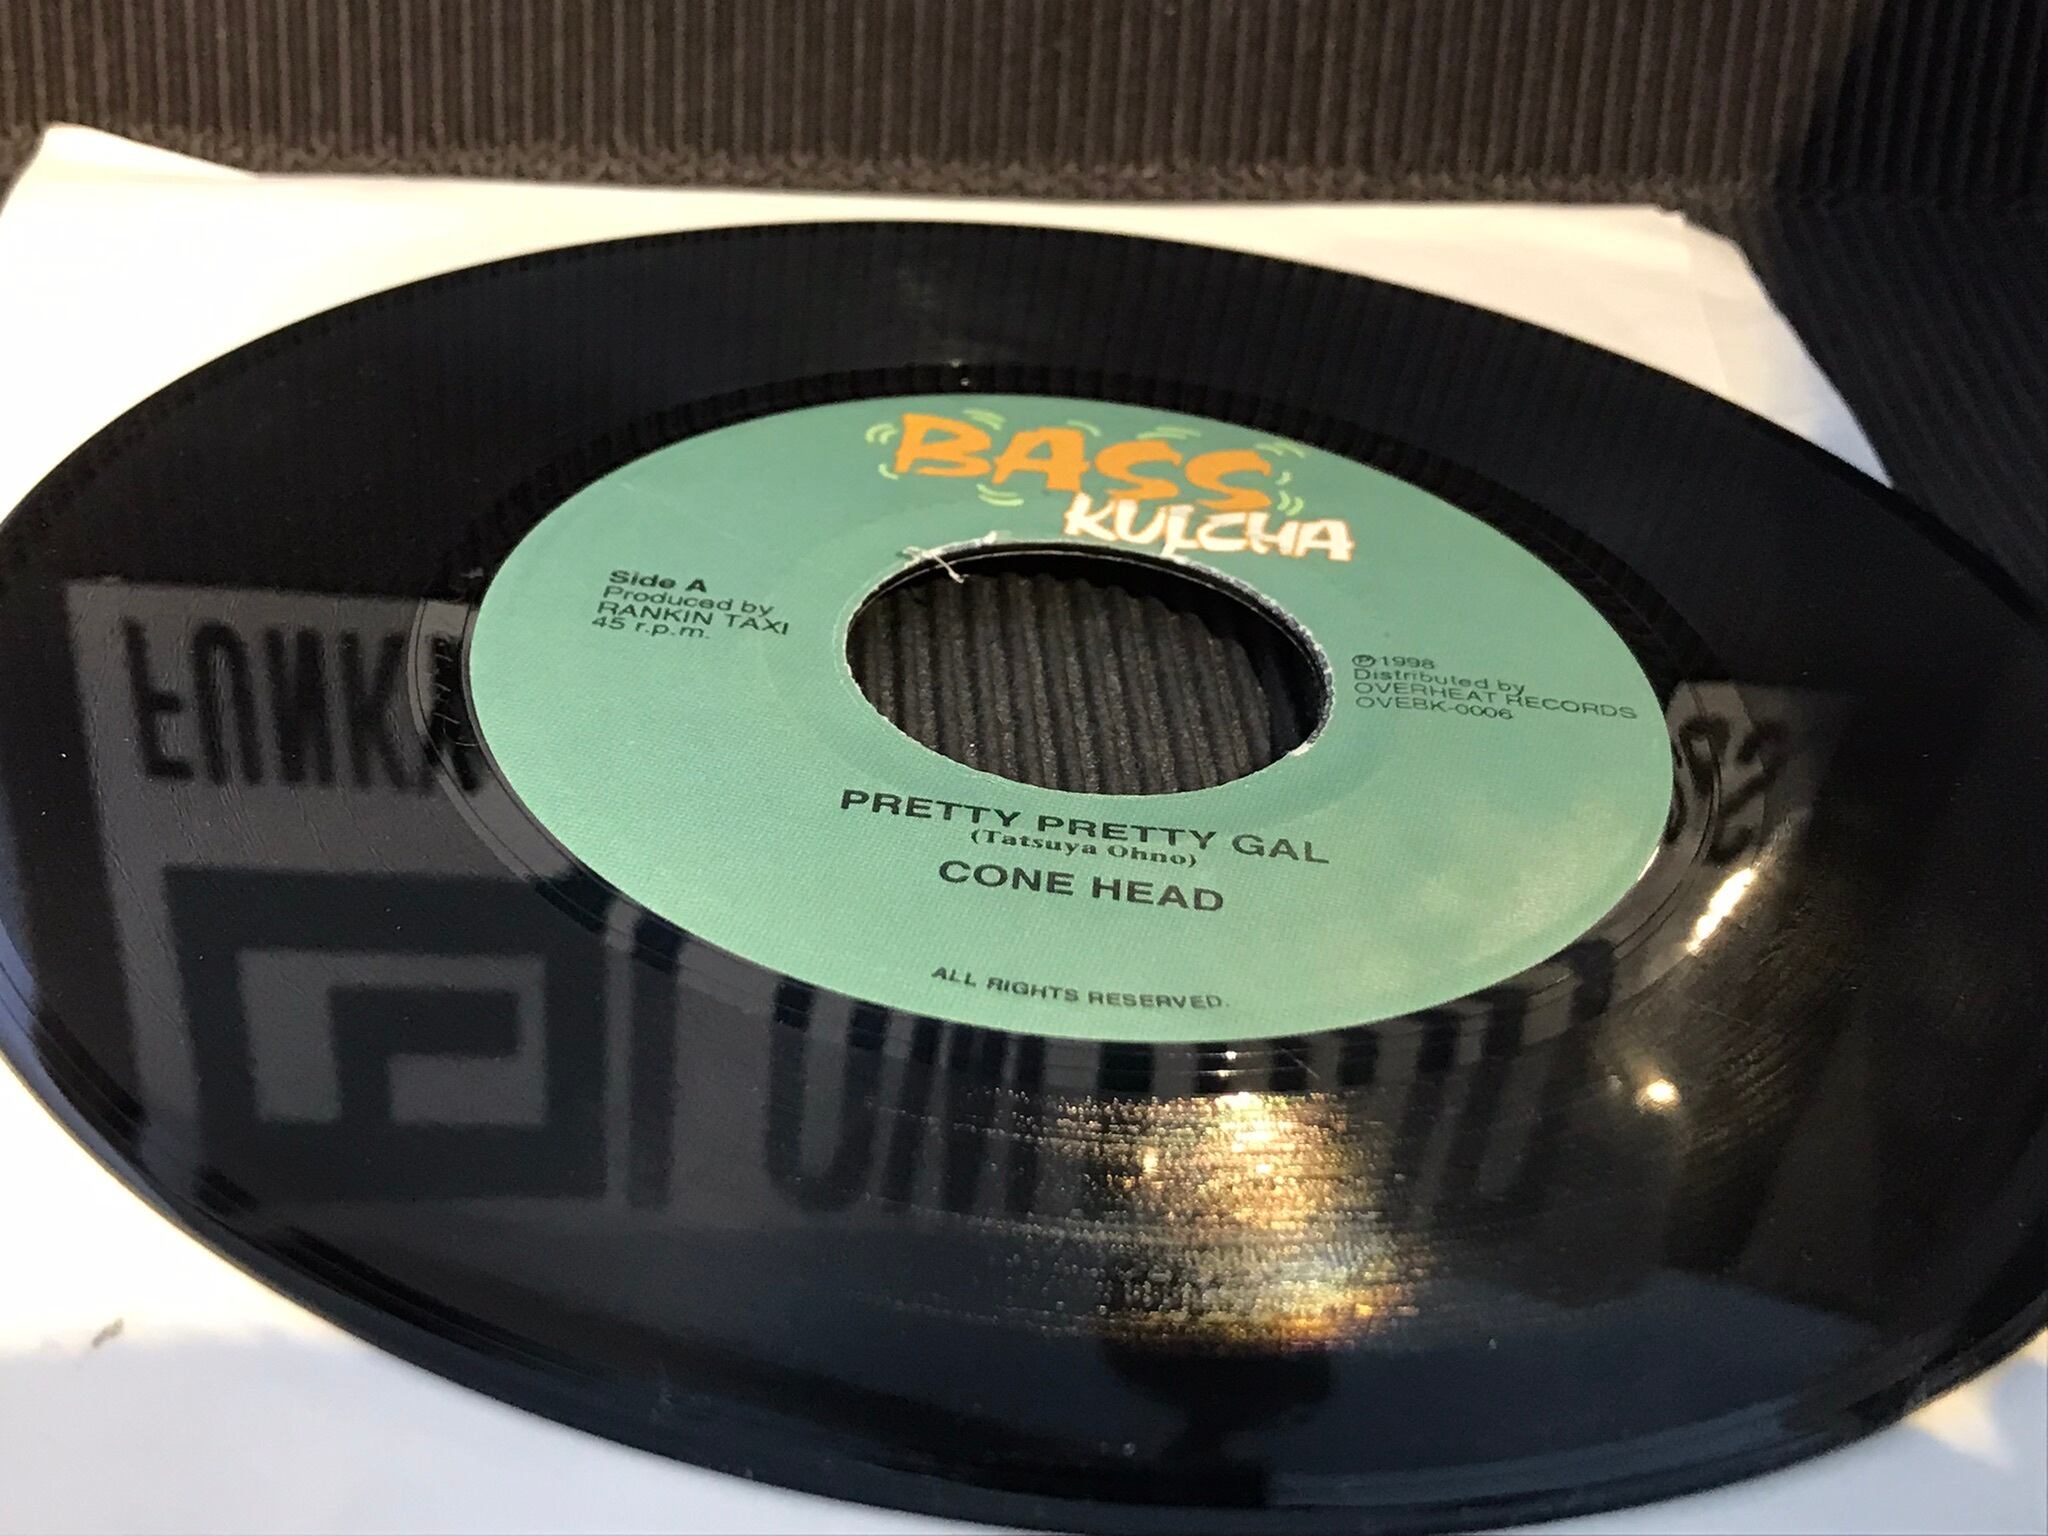 BASS
KULCHA
Side A
Produced by
RANKIN TAXI
45 r.p.m.
℗1998
Distributed by
OVERHEAT RECORDS
OVEBK-0006
PRETTY PRETTY GAL
(Tatsuya Ohno)
CONE HEAD
ALL RIGHTS RESERVED.